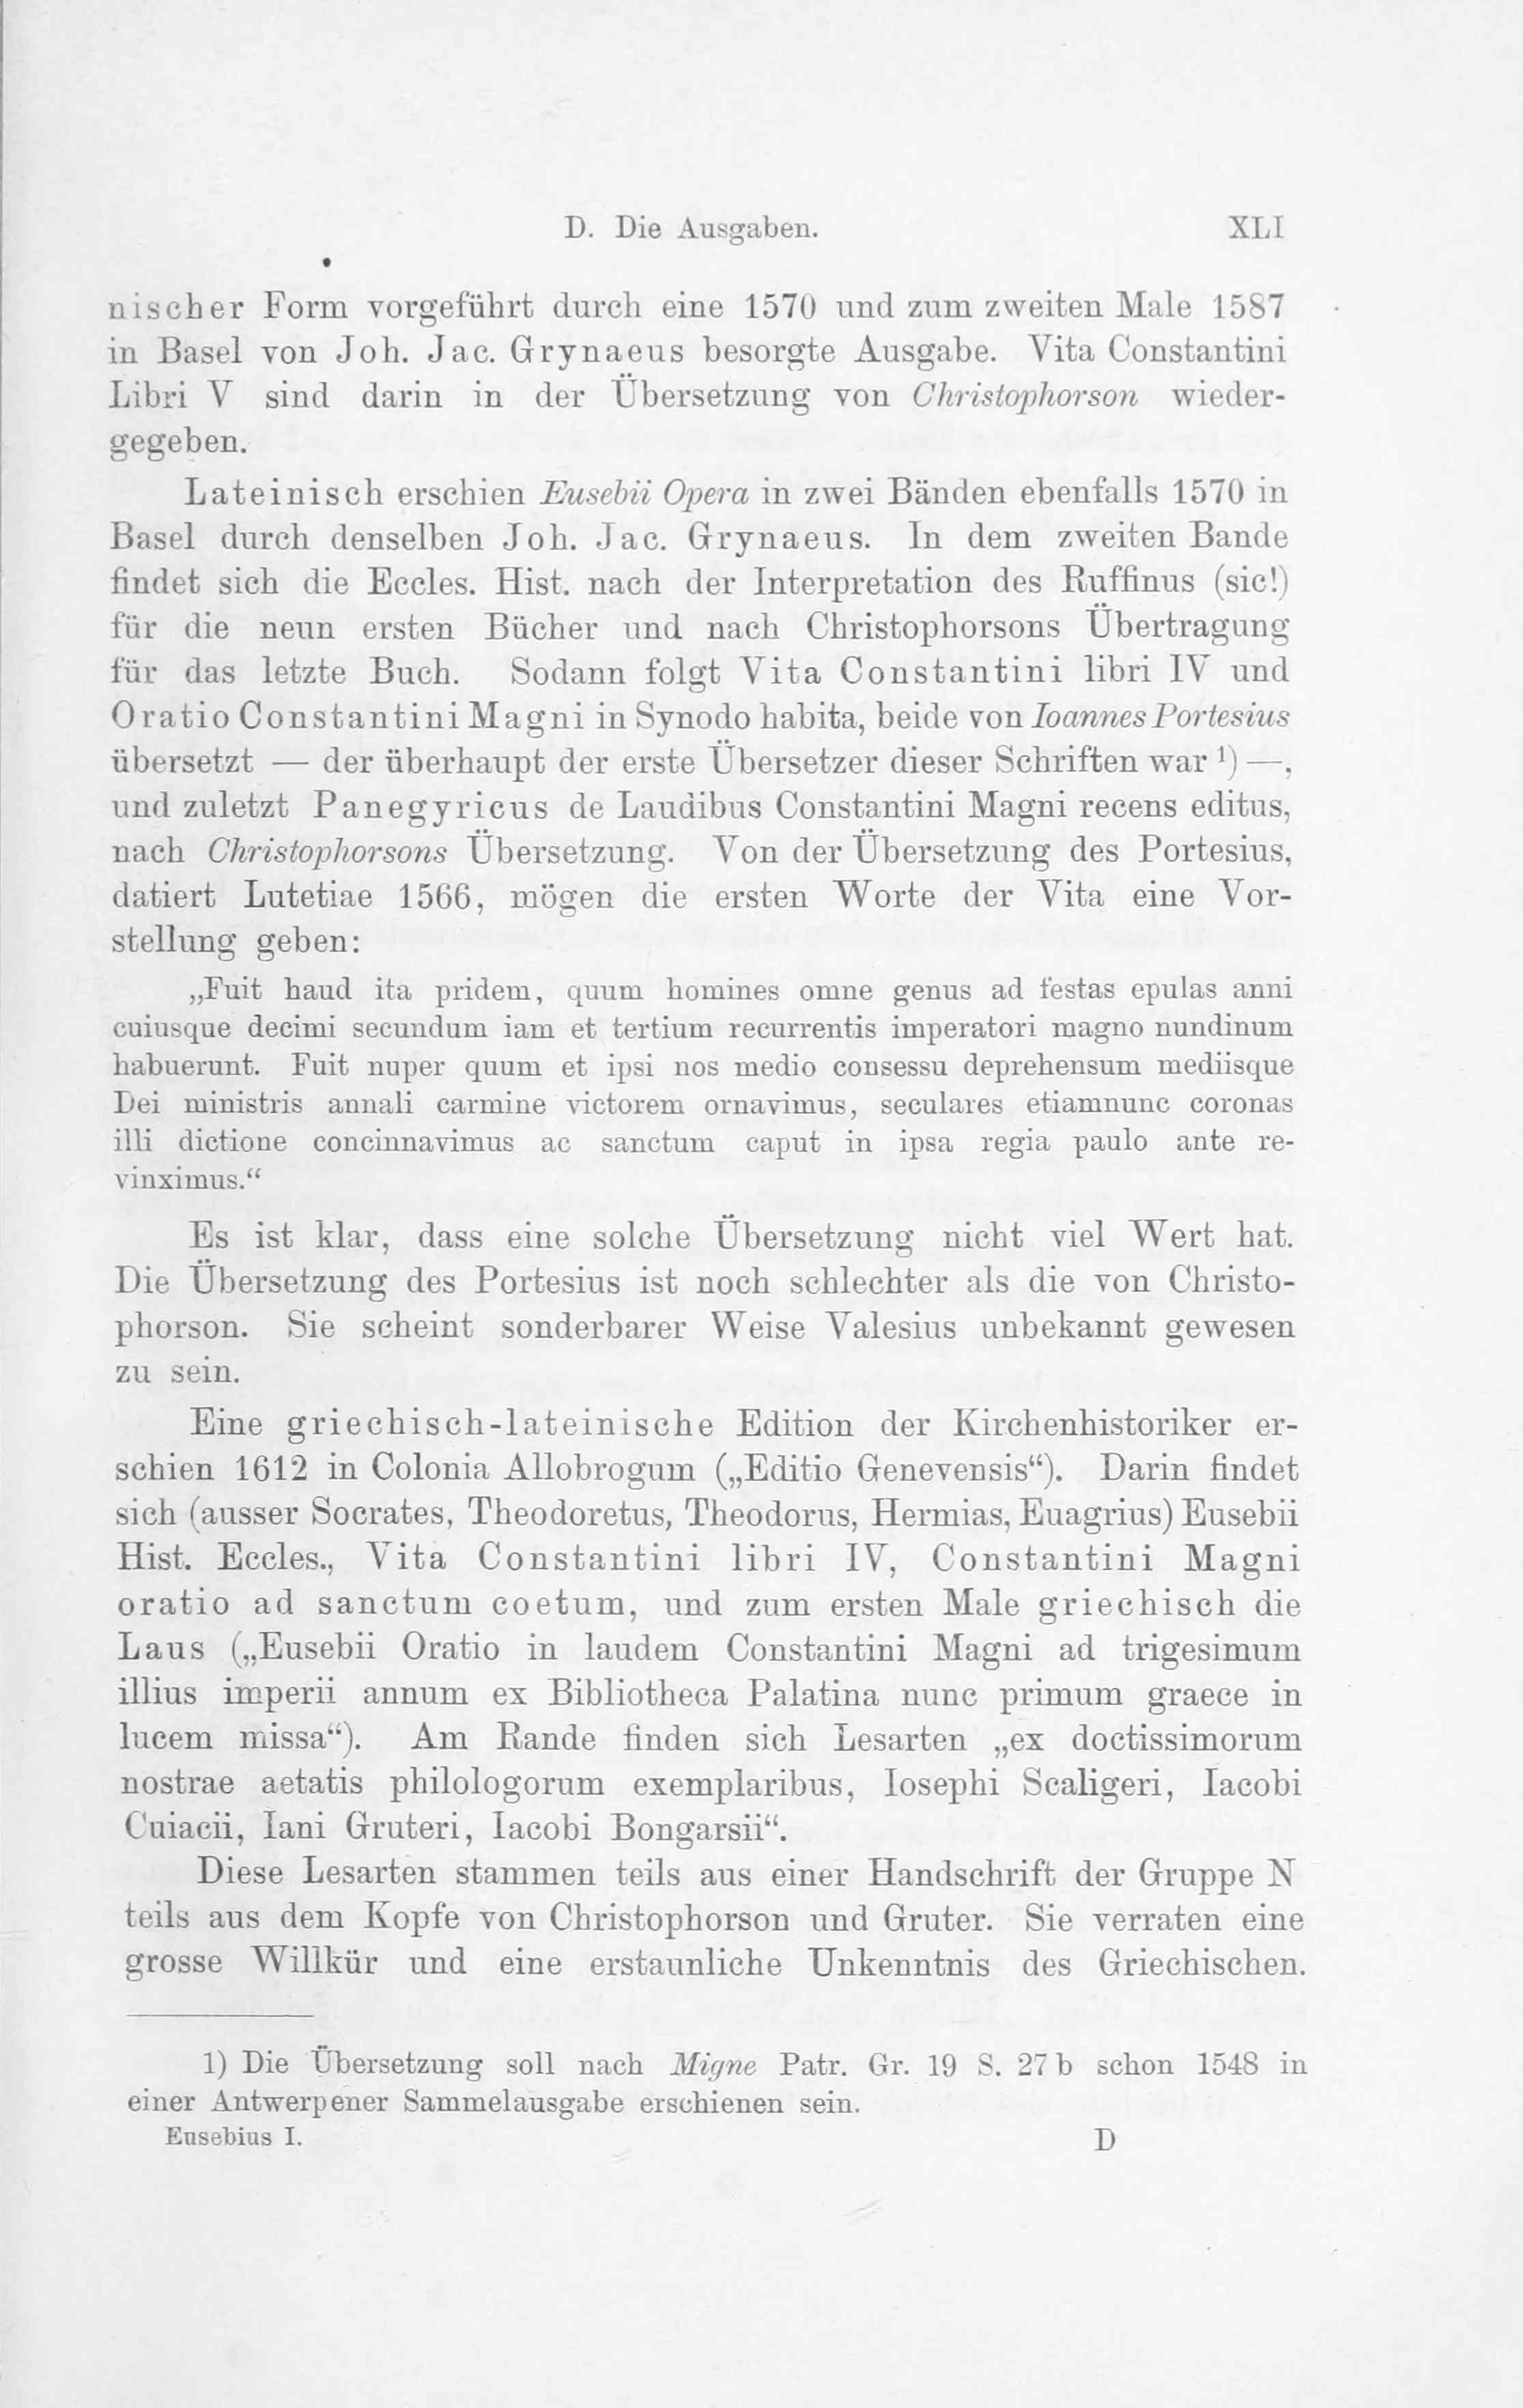 D. Die Ausgaben. XLI
nischer Form vorgeführt durch eine 1570 und zum zweiten Male 1587
in Basel von Joh. Jac. Grynaeus besorgte Ausgabe. Vita Constantini
Libri V sind darin in der Übersetzung von Christophorson wieder-
gegeben.
Lateinisch erschien Eusebii Opera in zwei Bänden ebenfalls 1570 in
Basel durch denselben Joh. Jac. Grynaeus. In dem zweiten Bande
findet sich die Eccles. Hist. nach der Interpretation des Ruffinus (sic!)
für die neun ersten Bücher und nach Christophorsons Übertragung
für das letzte Buch. Sodann folgt Vita Constantini libri IV und
Oratio Constantini Magni in Synodo habita, beide von Ioannes Portesius
übersetzt — der überhaupt der erste Übersetzer dieser Schriften war 1) —,
und zuletzt Panegyricus de Laudibus Constantini Magni recens editus,
nach Christophorsons Übersetzung. Von der Übersetzung des Portesius,
datiert Lutetiae 1566, mögen die ersten Worte der Vita eine Vor-
stellung geben:
„Fuit haud ita pridem, quum homines omne genus ad festas epulas anni
cuiusque decimi secundum iam et tertium recurrentis imperatori magno nundinum
habuerunt. Fuit nuper quum et ipsi nos medio consessu deprehensum mediisque
Dei ministris annali carmine victorem ornavimus, seculares etiamnunc coronas
illi dictione concinnavimus ac sanctum caput in ipsa regia paulo ante re-
vinximus.“
Es ist klar, dass eine solche Übersetzung nicht viel Wert hat.
Die Übersetzung des Portesius ist noch schlechter als die von Christo-
phorson. Sie scheint sonderbarer Weise Valesius unbekannt gewesen
zu sein.
Eine griechisch-lateinische Edition der Kirchenhistoriker er-
schien 1612 in Colonia Allobrogum („Editio Genevensis“). Darin findet
sich (ausser Socrates, Theodoretus, Theodorus, Hermias, Euagrius) Eusebii
Hist. Eccles., Vita Constantini libri IV, Constantini Magni
oratio ad sanctum coetum, und zum ersten Male griechisch die
Laus („Eusebii Oratio in laudem Constantini Magni ad trigesimum
illius imperii annum ex Bibliotheca Palatina nunc primum graece in
lucem missa“). Am Rande finden sich Lesarten „ex doctissimorum
nostrae aetatis philologorum exemplaribus, Iosephi Scaligeri, Iacobi
Cuiacii, Iani Gruteri, Iacobi Bongarsii“.
Diese Lesarten stammen teils aus einer Handschrift der Gruppe N
teils aus dem Kopfe von Christophorson und Gruter. Sie verraten eine
grosse Willkür und eine erstaunliche Unkenntnis des Griechischen.
1) Die Übersetzung soll nach Migne Patr. Gr. 19 S. 27 b schon 1548 in
einer Antwerpener Sammelausgabe erschienen sein.
Eusebius I. D